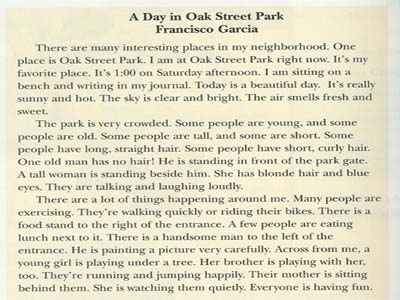 A Day in Oak Street Park
Francisco Garcia
There are many interesting places in my neighborhood. One
place is Oak Street Park. I am at Oak Street Park right now. It's my
favorite place. It's 1:00 on Saturday afternoon. I am sitting on a
bench and writing in my journal. Today is a beautiful day. It's really
sunny and hot. The sky is clear and bright. The air smells fresh and
sweet.
The park is very crowded. Some people are young, and some
people are old. Some people are tall, and some are short. Some
people have long, straight hair. Some people have short, curly hair.
One old man has no hair! He is standing in front of the park gate.
A tall woman is standing beside him. She has blonde hair and blue
eyes. They are talking and laughing loudly.
There are a lot of things happening around me. Many people are
exercising. They're walking quickly or riding their bikes. There is a
food stand to the right of the entrance. A few people are eating
lunch next to it. There is a handsome man to the left of the
entrance. He is painting a picture very carefully. Across from me, a
young girl is playing under a tree. Her brother is playing with her,
too. They're running and jumping happily. Their mother is sitting
behind them. She is watching them quietly. Everyone is having fun.